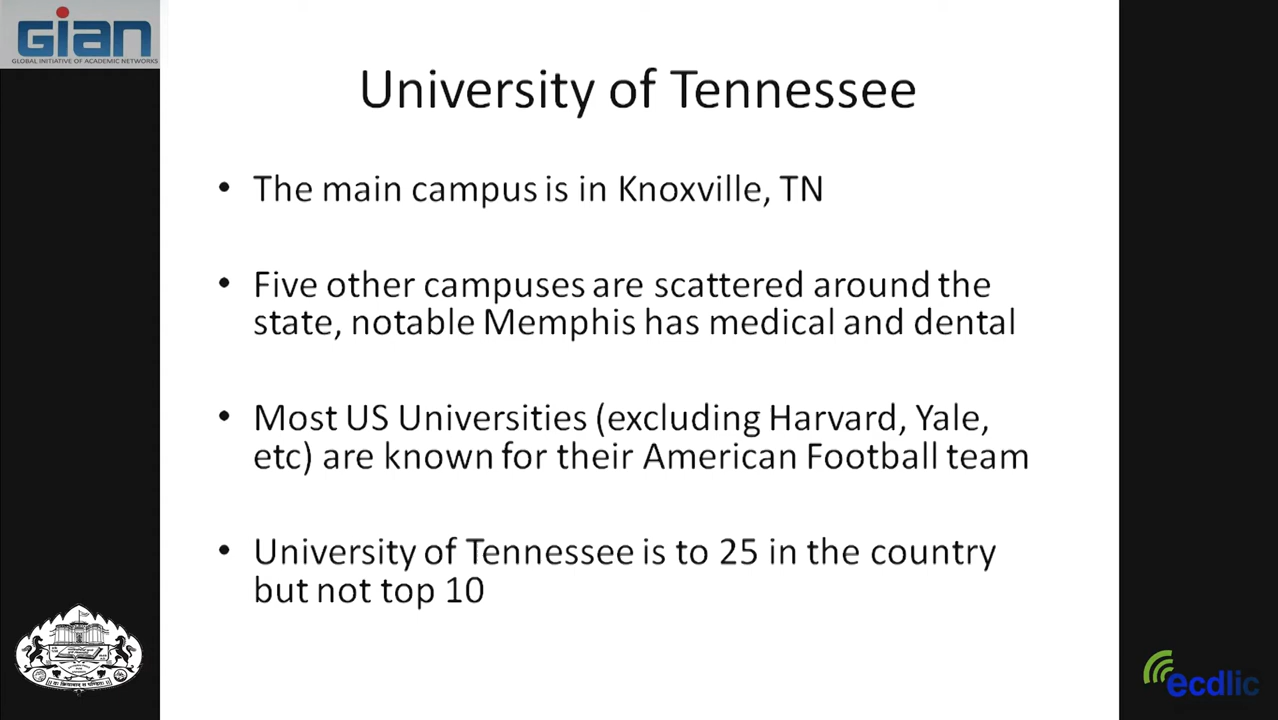 GIAN
GLOBAL INITIATIVE OF ACADEMIC NETWORKS
University of Tennessee
• The main campus is in Knoxville, TN
• Five other campuses are scattered around the
state, notable Memphis has medical and dental
• Most US Universities (excluding Harvard, Yale,
etc) are known for their American Football team
• University of Tennessee is to 25 in the country
but not top 10
ecdlic